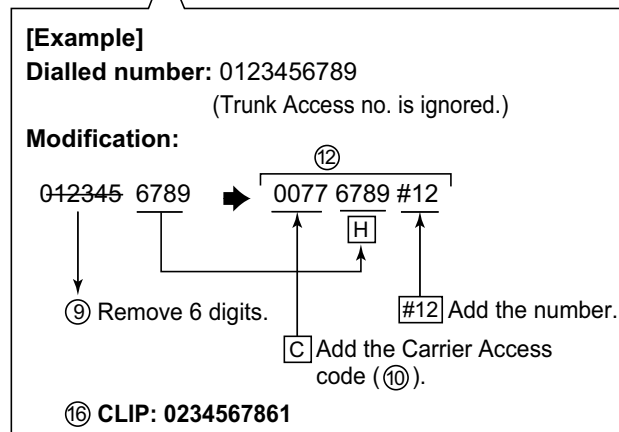 [Example]
Dialled number: 0123456789
(Trunk Access no. is ignored.)
Modification:
⑫
012345 6789 0077 6789 #12
H
⑨ Remove 6 digits.
#12 Add the number.
C Add the Carrier Access
code (⑩).
⑯ CLIP: 0234567861